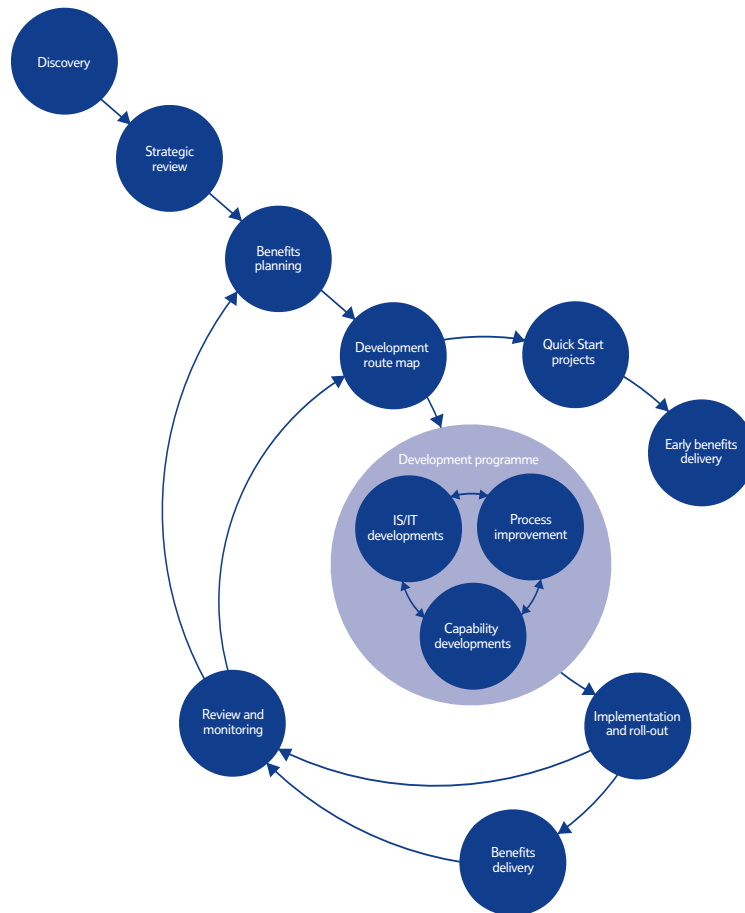 Discovery
Strategic
review
Benefits
planning
Development
route map
Quick Start
projects
Early benefits
delivery
Development programme
IS/IT
developments
Process
improvement
Capability
developments
Review and
monitoring
Implementation
and roll-out
Benefits
delivery